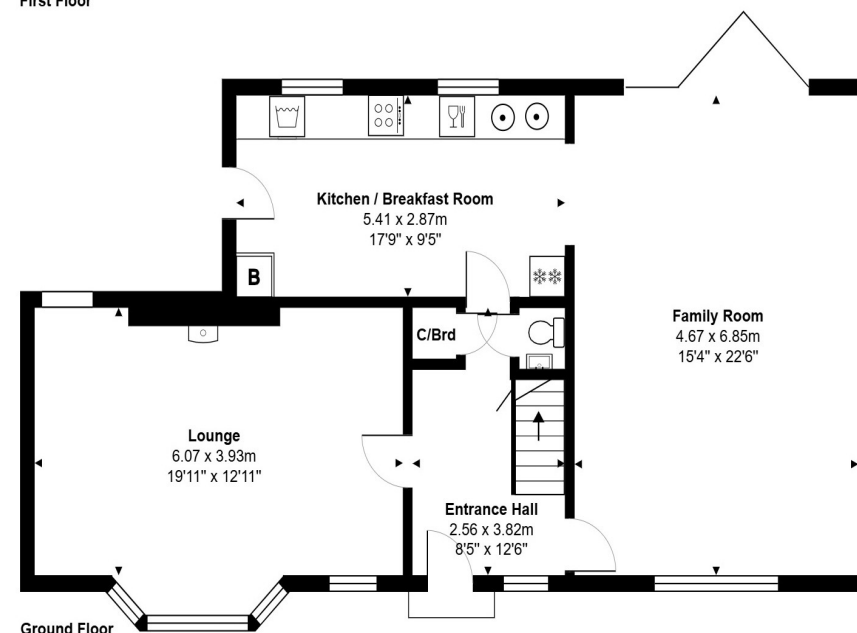 First Floor
Kitchen / Breakfast Room
5.41 x 2.87m
17'9" x 9'5"
B
C/Brd
Family Room
4.67 x 6.85m
15'4" x 22'6"
Lounge
6.07 x 3.93m
19'11" x 12'11"
Entrance Hall
2.56 x 3.82m
8'5" x 12'6"
Ground Floor